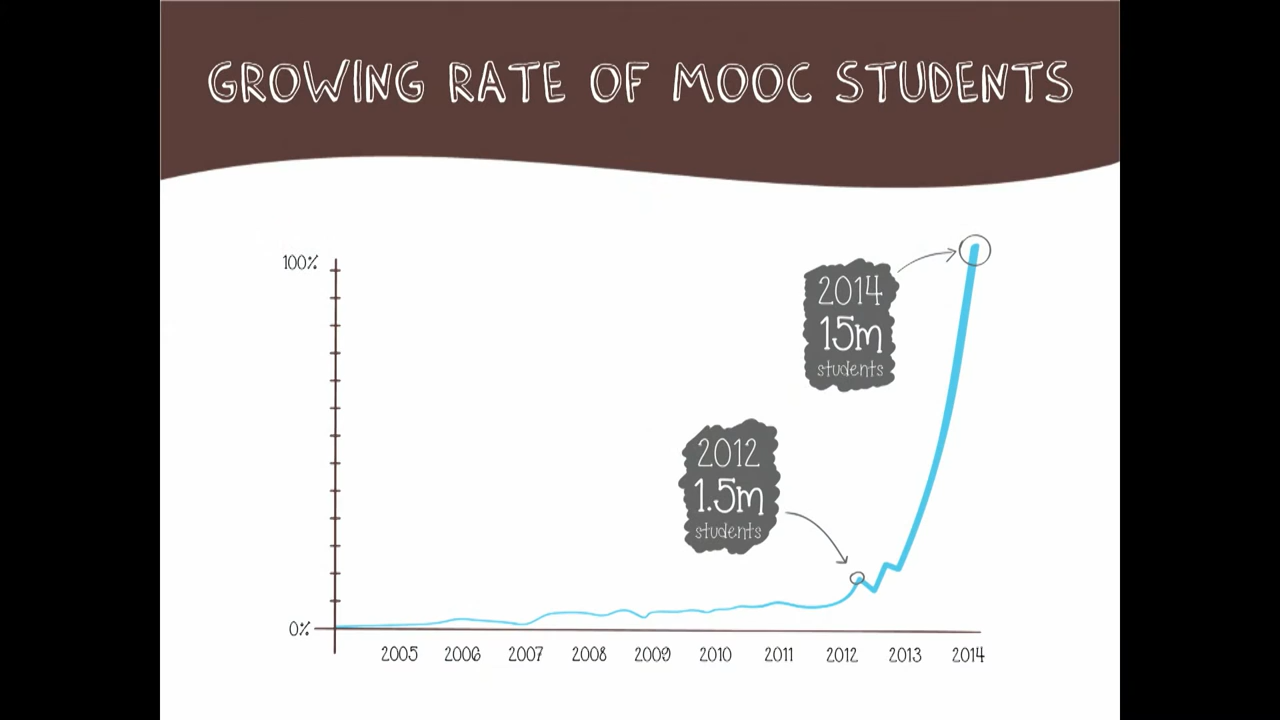 GROWING RATE OF MOOC STUDENTS
100%
2014
15m
students
2012
1.5m
students
0%
2005 2006 2007 2008 2009 2010 2011 2012 2013 2014